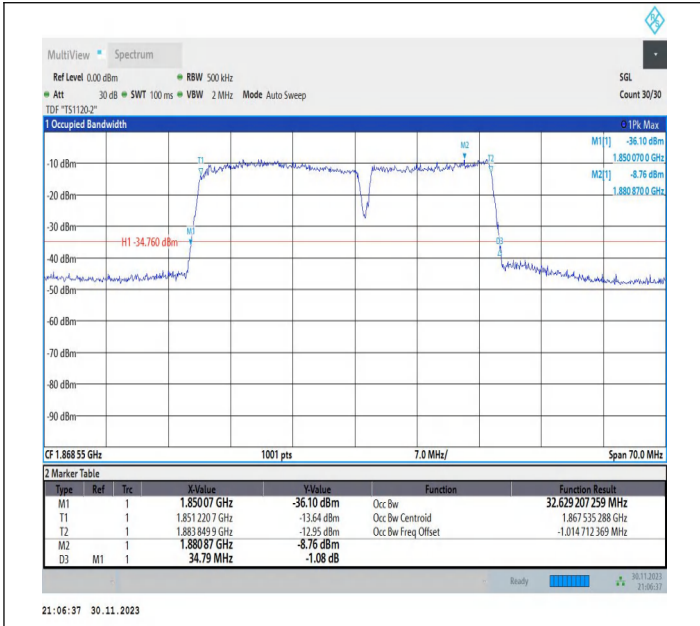 R S
MultiView Spectrum
Ref Level 0.00 dBm RBW 500 kHz SGL
Att 30 dB SWT 100 ms VBW 2 MHz Mode Auto Sweep Count 30/30
TDF "TS1120-2"
1 Occupied Bandwidth 1Pk Max
M1[1] -36.10 dBm
1.850 070 0 GHz
M2[1] -8.76 dBm
1.880 870 0 GHz
M2
T1 T2
-10 dBm
-20 dBm
-30 dBm
M1
H1 -34.760 dBm D3
-40 dBm
-50 dBm
-60 dBm
-70 dBm
-80 dBm
-90 dBm
CF 1.868 55 GHz 1001 pts 7.0 MHz/ Span 70.0 MHz
2 Marker Table
Type Ref Trc X-Value Y-Value Function Function Result
M1 1 1.85007 GHz -36.10 dBm Occ Bw 32.629 207 259 MHz
T1 1 1.851 220 7 GHz -13.64 dBm Occ Bw Centroid 1.867 535 288 GHz
T2 1 1.883 849 9 GHz -12.95 dBm Occ Bw Freq Offset -1.014 712 369 MHz
M2 1 1.88087 GHz -8.76 dBm
D3 M1 1 34.79 MHz -1.08 dB
Ready 30.11.2023
21:06:37
21:06:37 30.11.2023